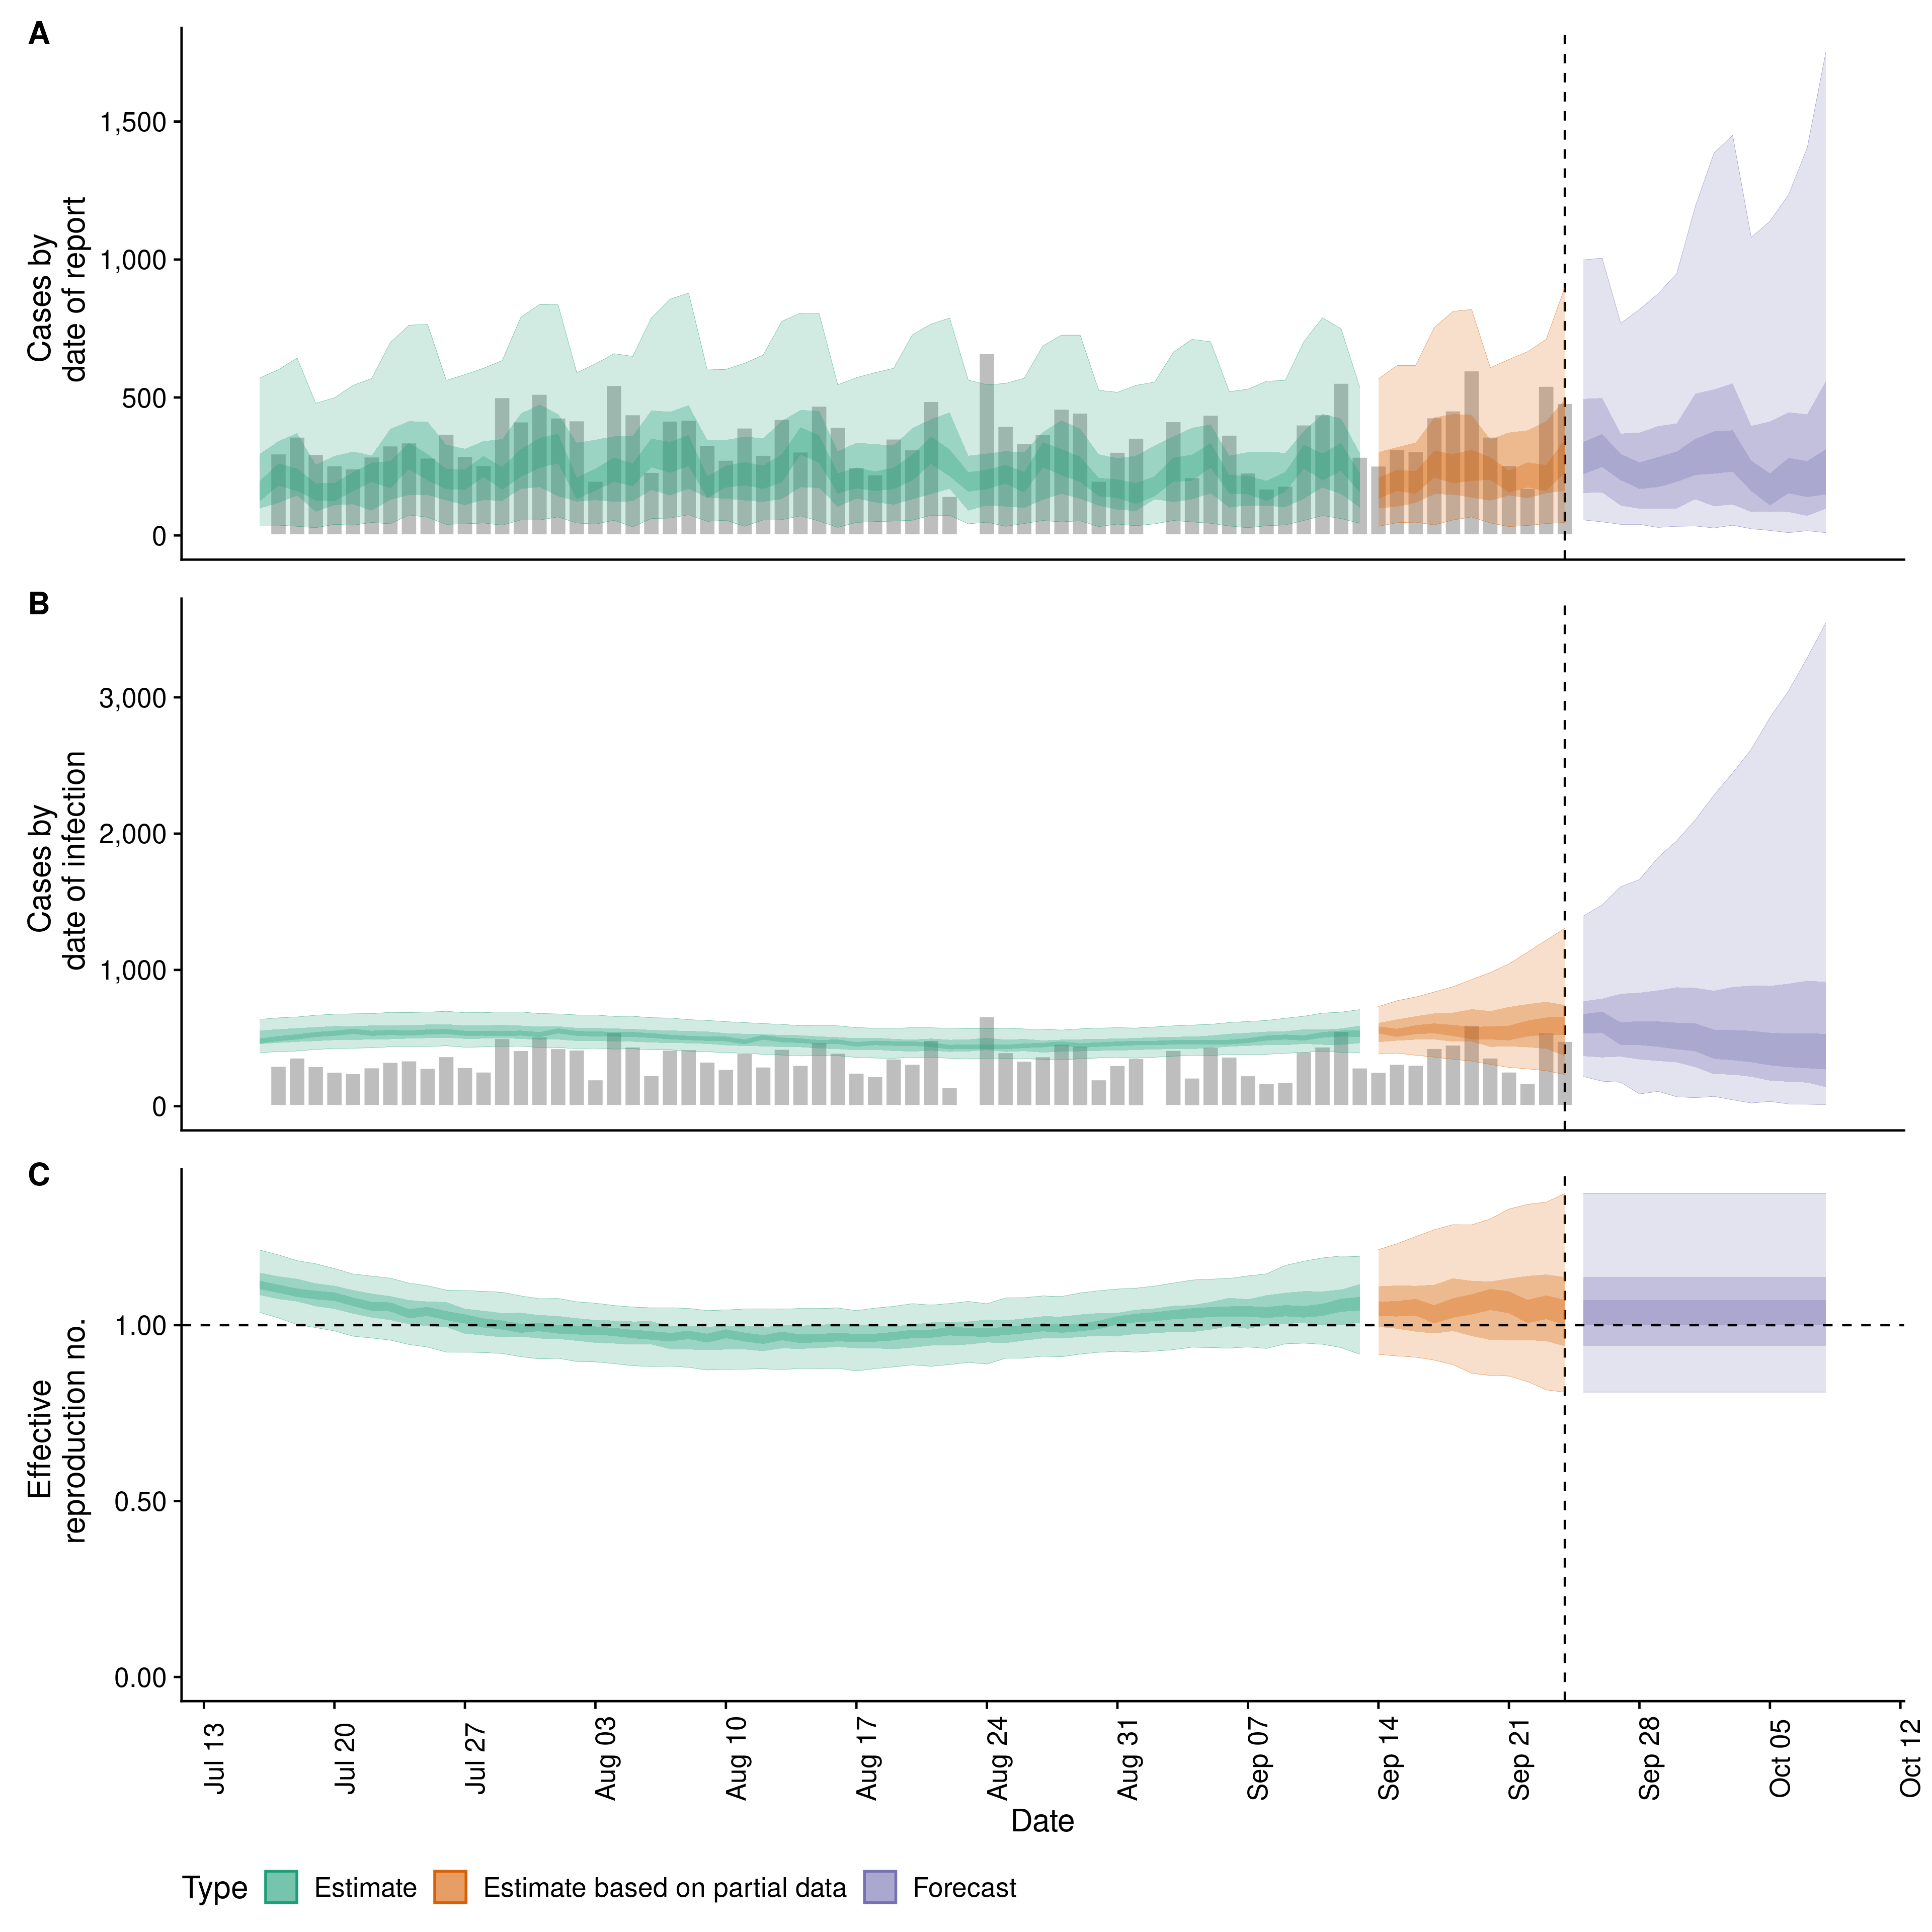 A
Cases by
date of report
1,500
1,000
500
0
B
Cases by
date of infection
3,000
2,000
1,000
0
C
Effective
reproduction no.
1.00
0.50
0.00
Jul 13
Jul 20
Jul 27
Aug 03
Aug 10
Aug 17
Aug 24
Aug 31
Sep 07
Sep 14
Sep 21
Sep 28
Oct 05
Oct 12
Date
Type Estimate Estimate based on partial data Forecast